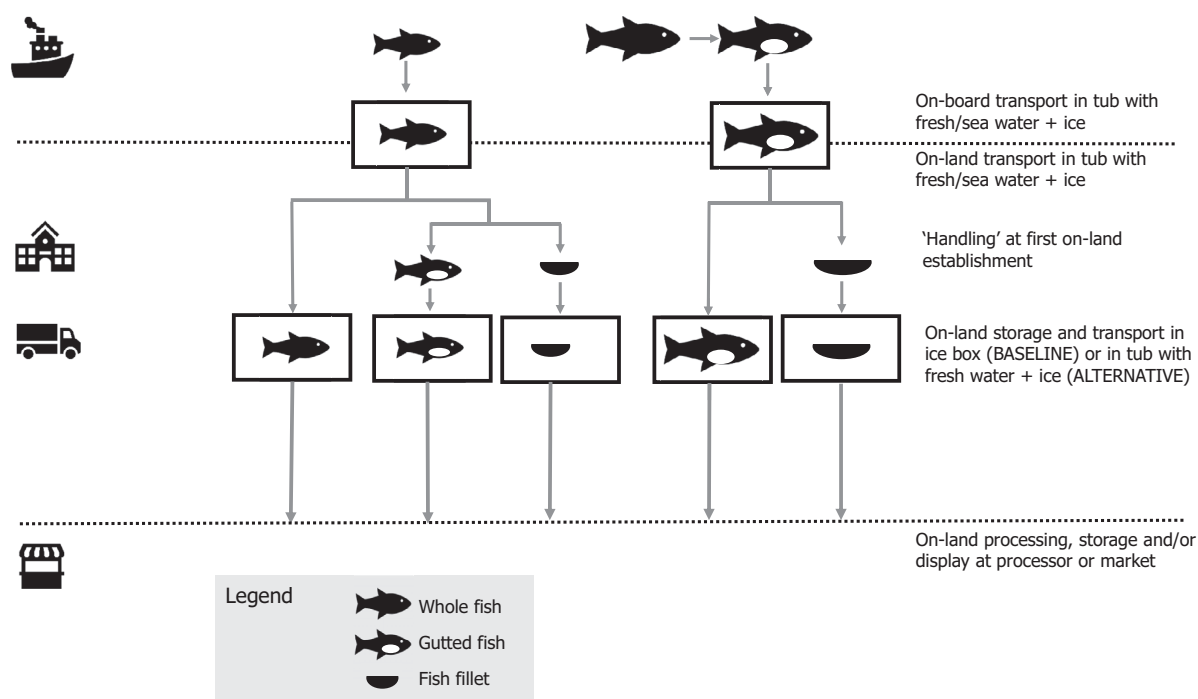 On-board transport in tub with
fresh/sea water + ice
On-land transport in tub with
fresh/sea water + ice
‘Handling’ at first on-land
establishment
On-land storage and transport in
ice box (BASELINE) or in tub with
fresh water + ice (ALTERNATIVE)
On-land processing, storage and/or
display at processor or market
Legend
Whole fish
Gutted fish
Fish fillet